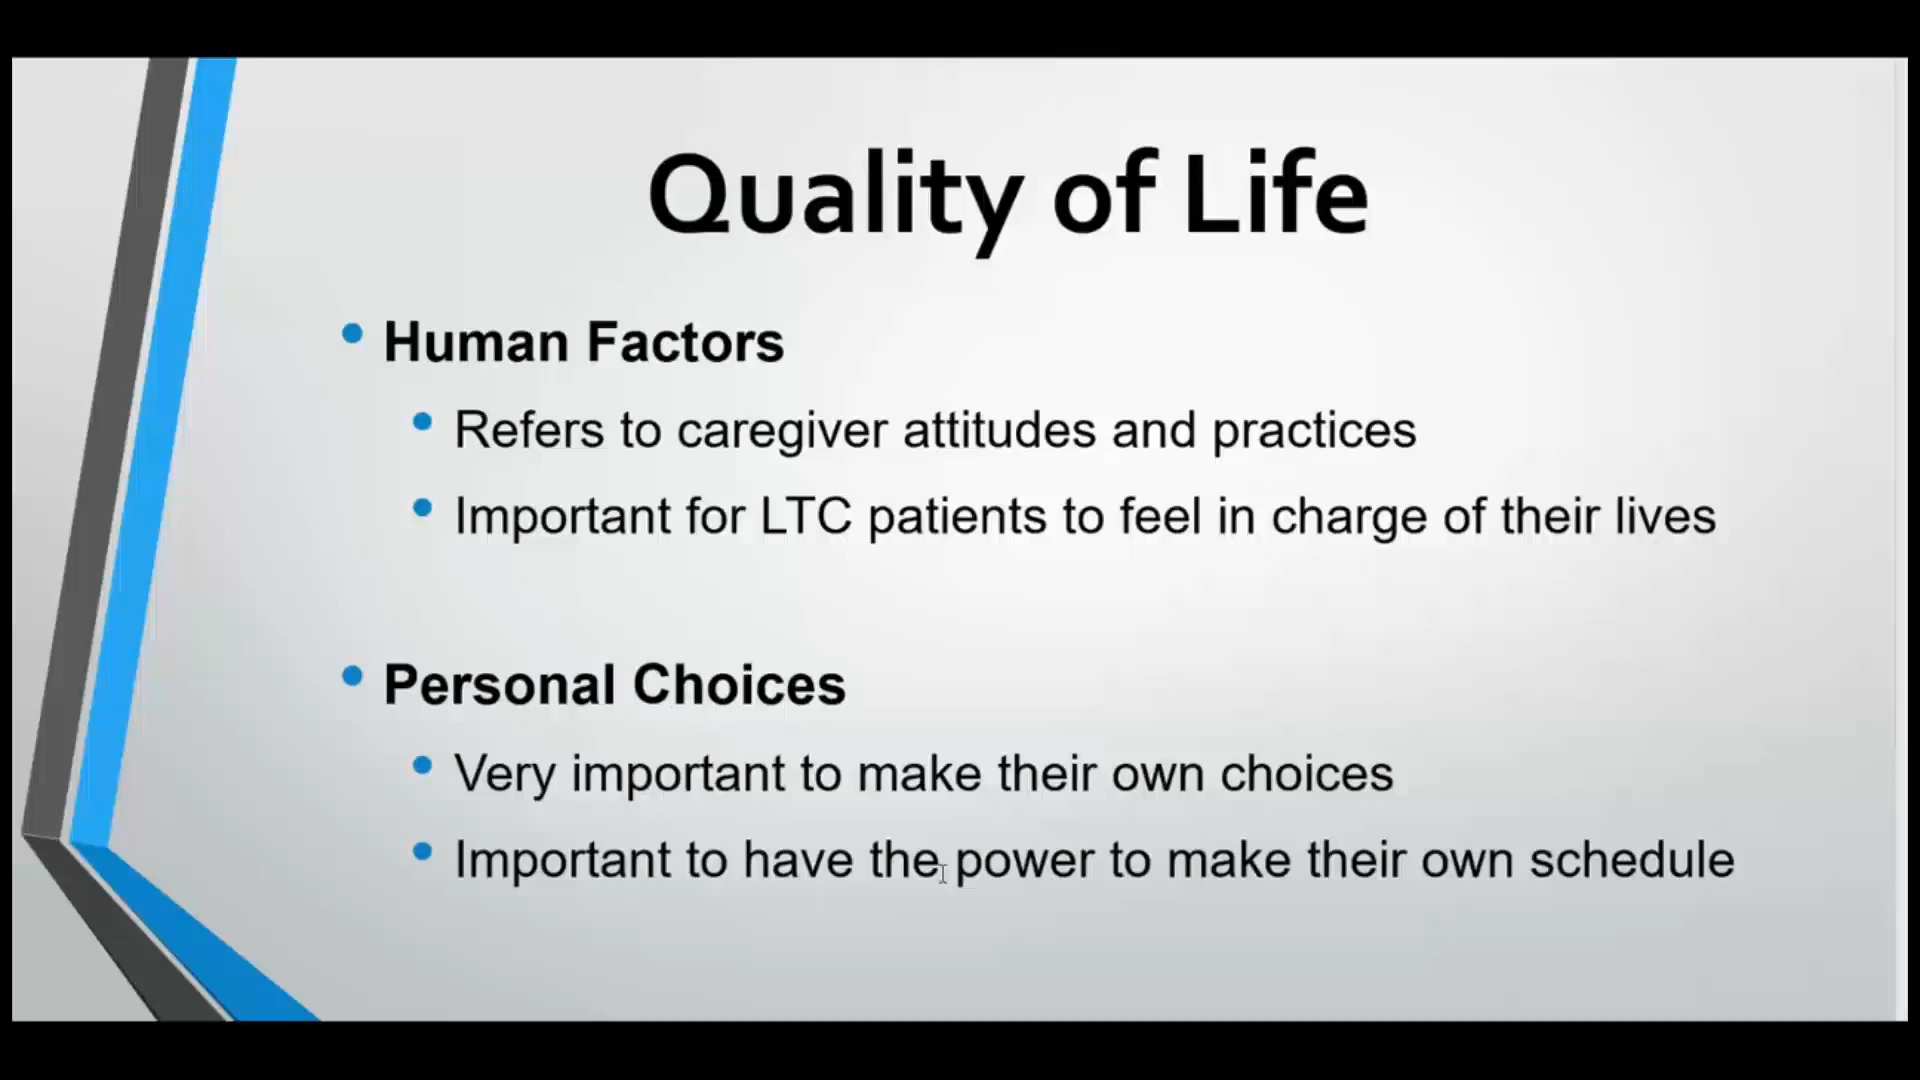 Quality of Life
• Human Factors
• Refers to caregiver attitudes and practices
• Important for LTC patients to feel in charge of their lives
• Personal Choices
• Very important to make their own choices
• Important to have the power to make their own schedule